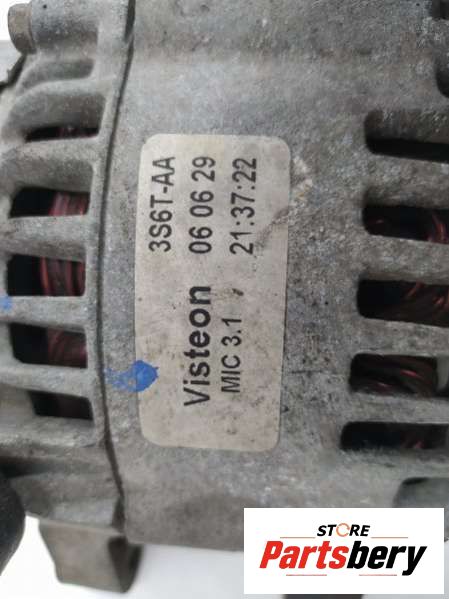 3S6T-AA
Visteon 06 06 29
MIC 3.1 21:37:22
STORE
Partsbery